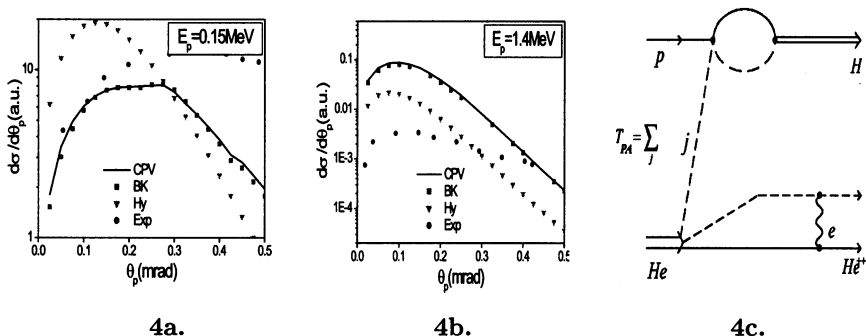 E_p=0.15MeV
10
1
dσ/dθ_p(a.u.)
CPV
BK
Hy
Exp
0.0 0.1 0.2 0.3 0.4 0.5
θ_p(mrad)
4a.
E_p=1.4MeV
0.1
0.01
1E-3
1E-4
dσ/dθ_p(a.u.)
CPV
BK
Hy
Exp
0.0 0.1 0.2 0.3 0.4 0.5
θ_p(mrad)
4b.
p
H
T_PA=∑_j
j
e
He
He⁺
4c.